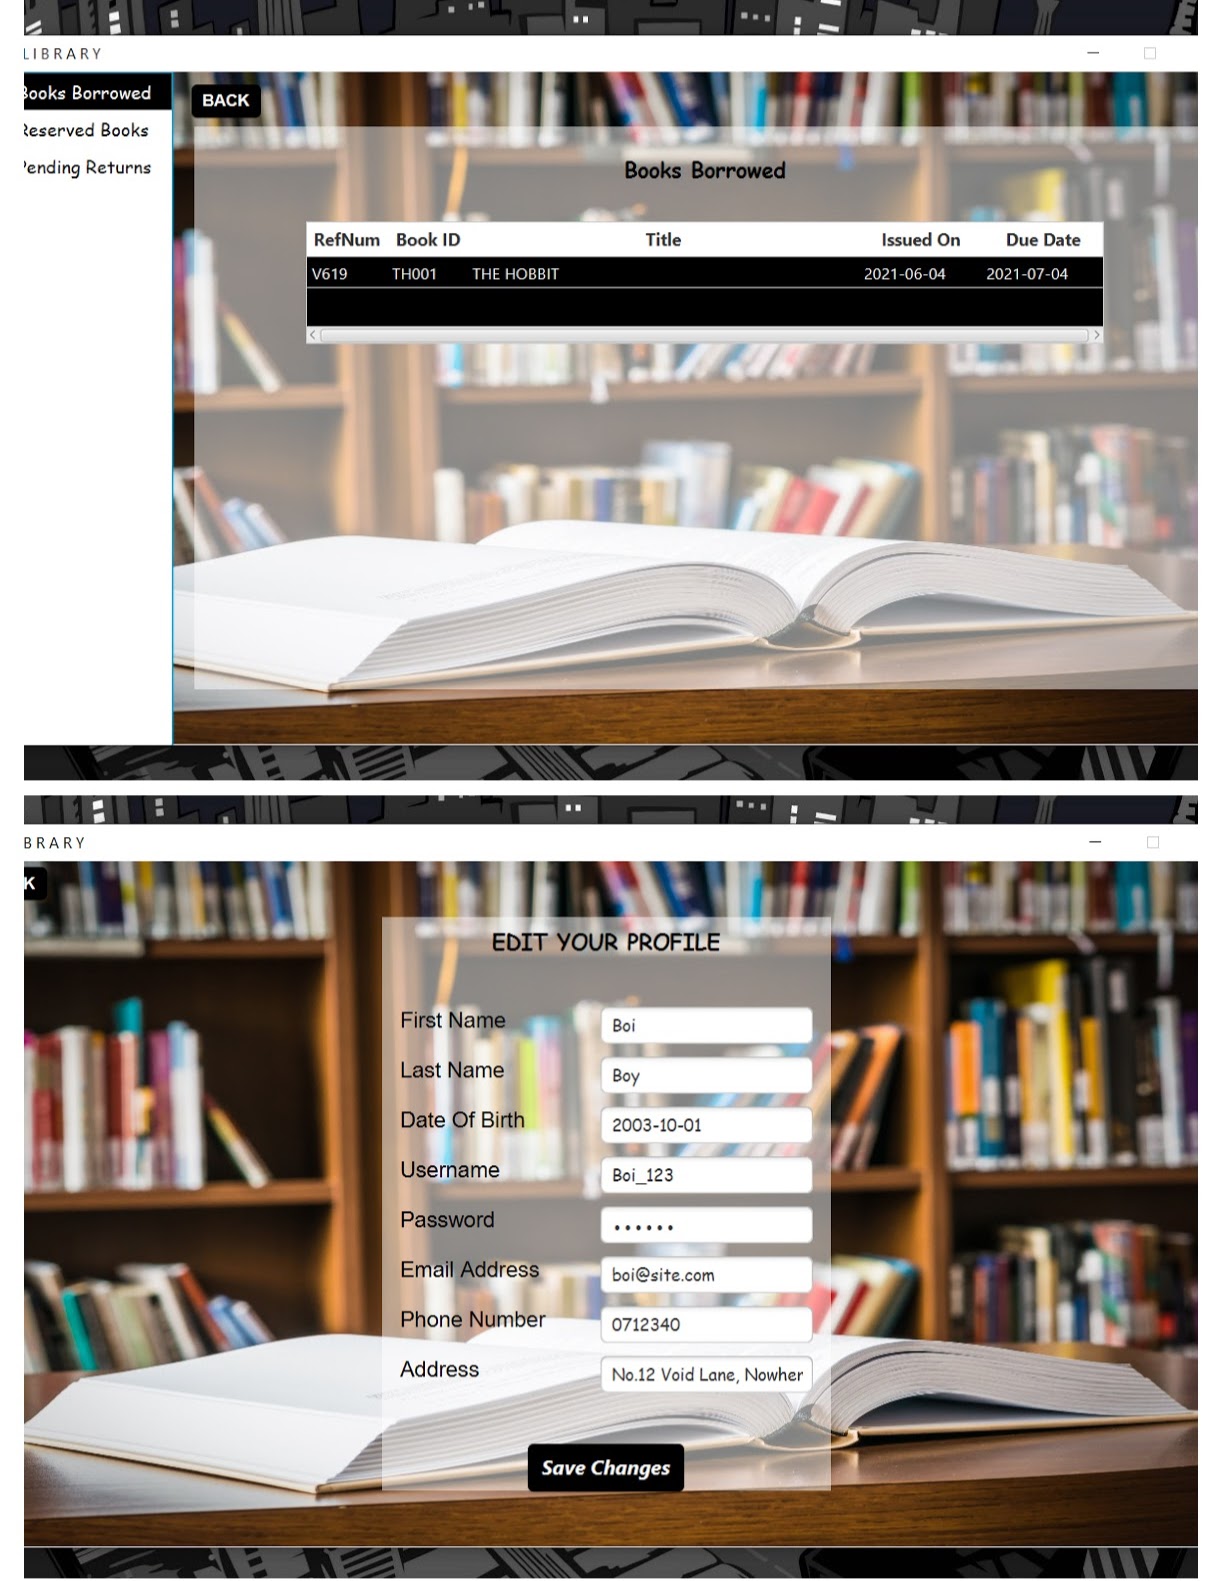 LIBRARY
Books Borrowed
BACK
Reserved Books
Pending Returns
Books Borrowed
RefNum Book ID Title Issued On Due Date
V619 TH001 THE HOBBIT 2021-06-04 2021-07-04
BRARY
K
EDIT YOUR PROFILE
First Name Boi
Last Name Boy
Date Of Birth 2003-10-01
Username Boi_123
Password ••••••
Email Address boi@site.com
Phone Number 0712340
Address No.12 Void Lane, Nowher
Save Changes